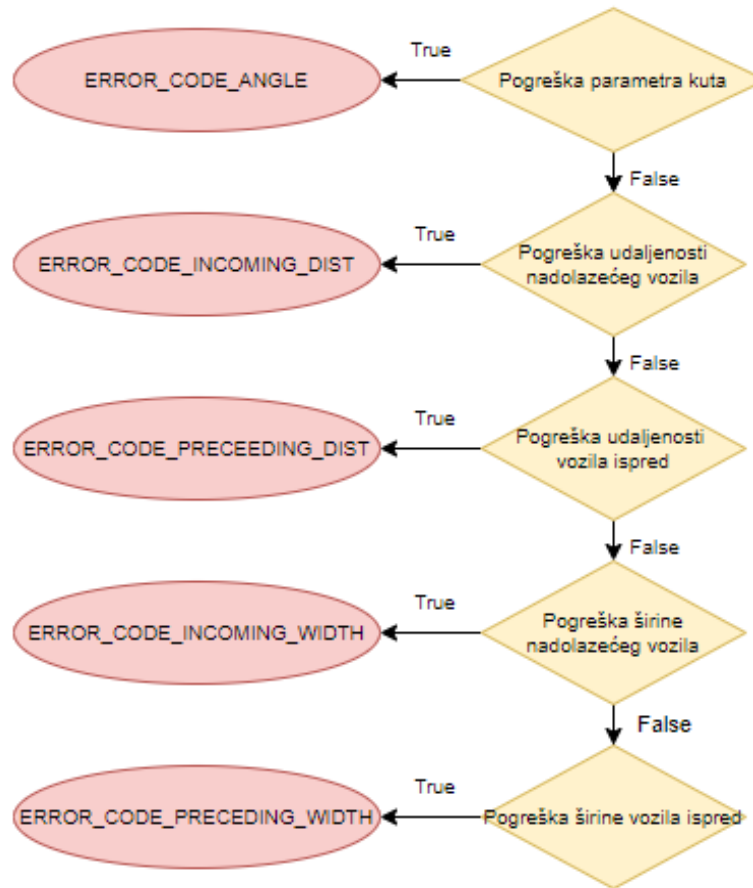 True
ERROR_CODE_ANGLE
Pogreška parametra kuta
False
True
ERROR_CODE_INCOMING_DIST
Pogreška udaljenosti
nadolazećeg vozila
False
True
ERROR_CODE_PRECEEDING_DIST
Pogreška udaljenosti
vozila ispred
False
True
ERROR_CODE_INCOMING_WIDTH
Pogreška širine
nadolazećeg vozila
False
True
ERROR_CODE_PRECEDING_WIDTH
Pogreška širine vozila ispred